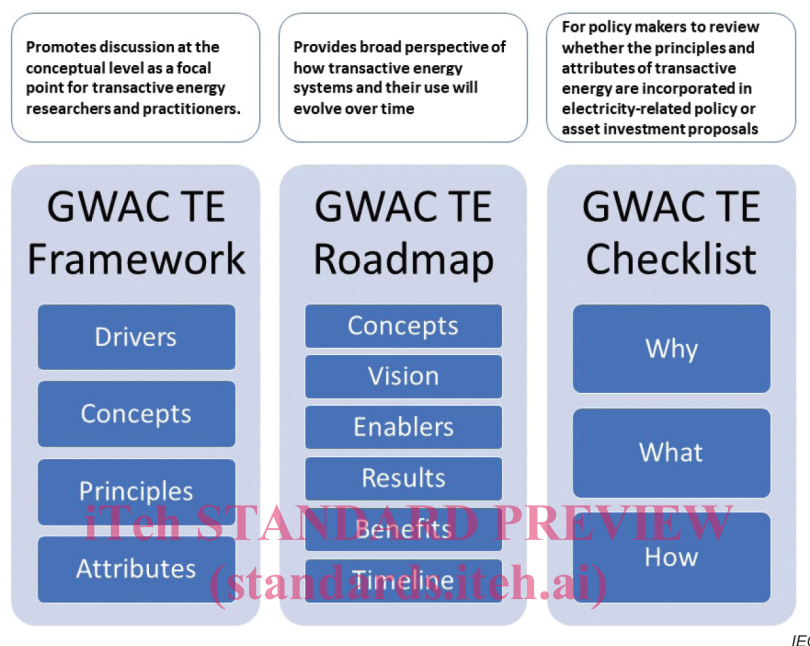 Promotes discussion at the
conceptual level as a focal
point for transactive energy
researchers and practitioners.
Provides broad perspective of
how transactive energy
systems and their use will
evolve over time
For policy makers to review
whether the principles and
attributes of transactive
energy are incorporated in
electricity-related policy or
asset investment proposals
GWAC TE
Framework
Drivers
Concepts
Principles
Attributes
GWAC TE
Roadmap
Concepts
Vision
Enablers
Results
Benefits
Timeline
GWAC TE
Checklist
Why
What
How
iTeh STANDARD PREVIEW
(standards.iteh.ai)